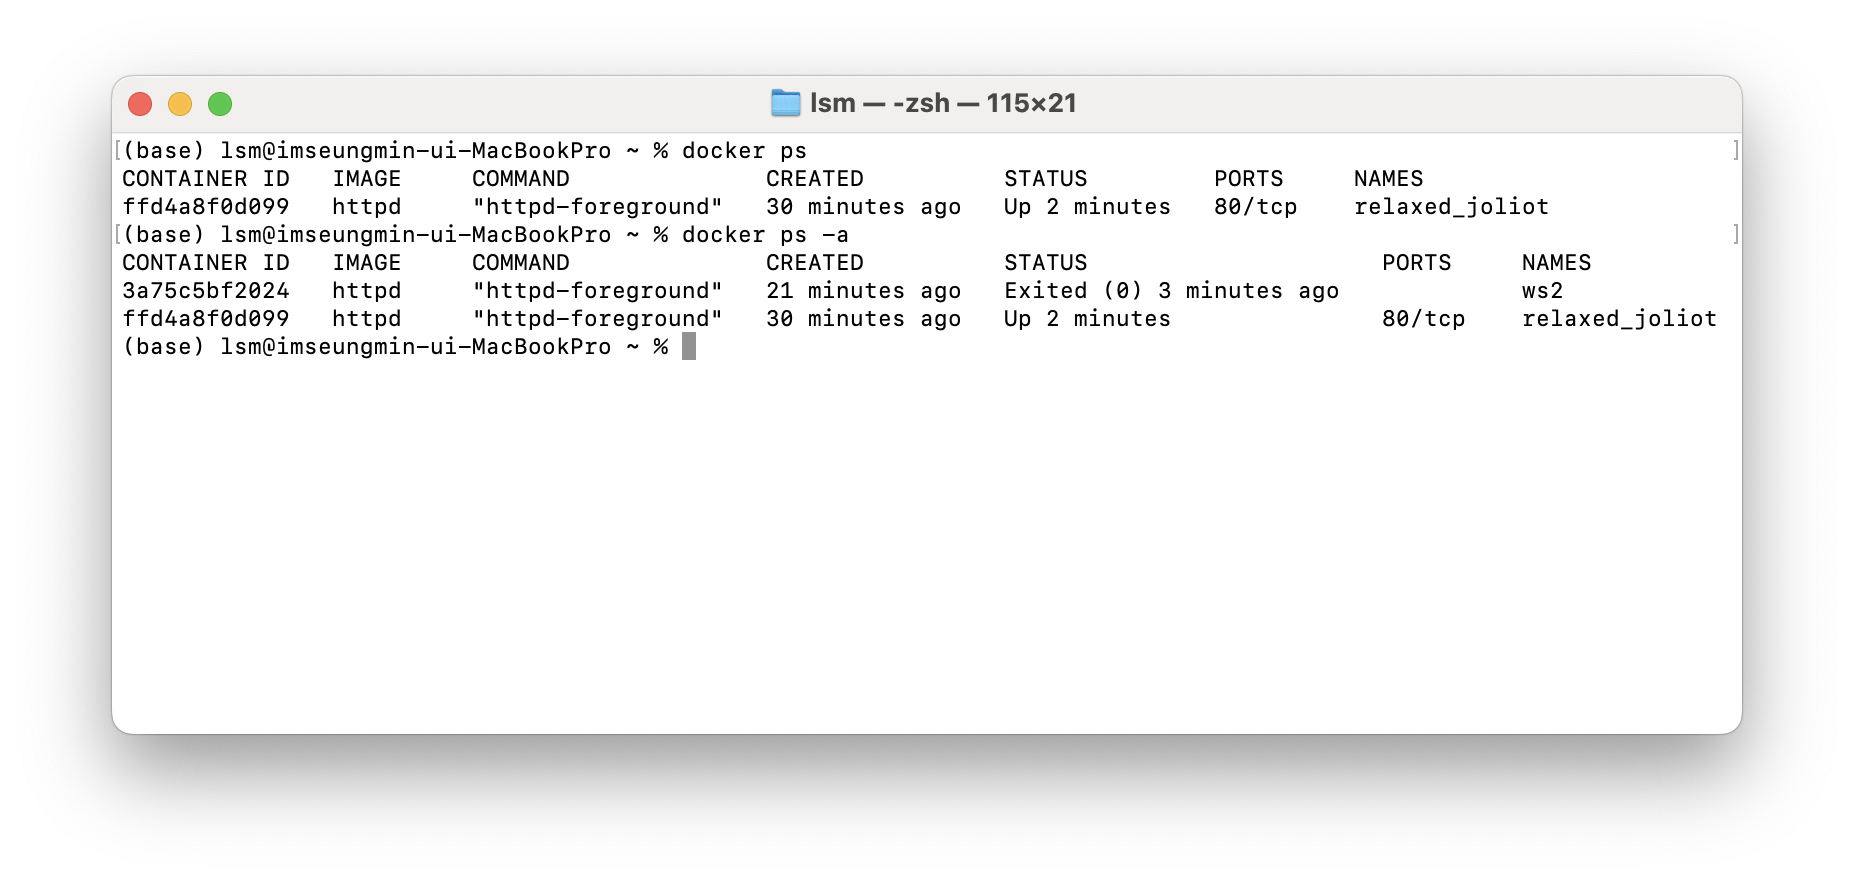 lsm — -zsh — 115×21
[(base) lsm@imseungmin-ui-MacBookPro ~ % docker ps ]
CONTAINER ID   IMAGE     COMMAND              CREATED          STATUS         PORTS     NAMES
ffd4a8f0d099   httpd     "httpd-foreground"   30 minutes ago   Up 2 minutes   80/tcp    relaxed_joliot
[(base) lsm@imseungmin-ui-MacBookPro ~ % docker ps -a ]
CONTAINER ID   IMAGE     COMMAND              CREATED          STATUS                     PORTS     NAMES
3a75c5bf2024   httpd     "httpd-foreground"   21 minutes ago   Exited (0) 3 minutes ago             ws2
ffd4a8f0d099   httpd     "httpd-foreground"   30 minutes ago   Up 2 minutes               80/tcp    relaxed_joliot
(base) lsm@imseungmin-ui-MacBookPro ~ %